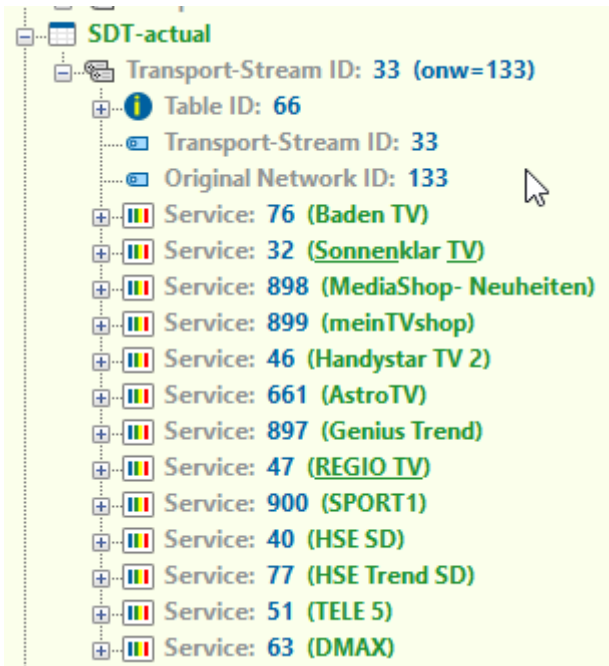 SDT-actual
Transport-Stream ID: 33 (onw=133)
Table ID: 66
Transport-Stream ID: 33
Original Network ID: 133
Service: 76 (Baden TV)
Service: 32 (Sonnenklar TV)
Service: 898 (MediaShop- Neuheiten)
Service: 899 (meinTVshop)
Service: 46 (Handystar TV 2)
Service: 661 (AstroTV)
Service: 897 (Genius Trend)
Service: 47 (REGIO TV)
Service: 900 (SPORT1)
Service: 40 (HSE SD)
Service: 77 (HSE Trend SD)
Service: 51 (TELE 5)
Service: 63 (DMAX)